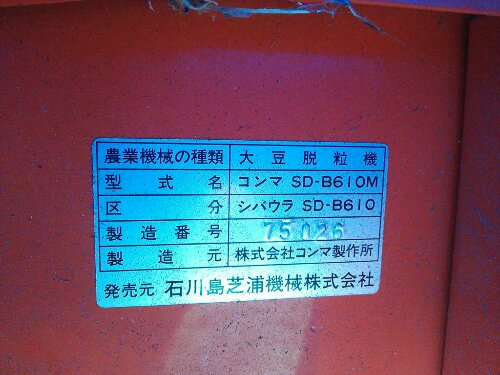 農業機械の種類 大豆脱粒機
型式名 コンマ SD-B610M
区分 シバウラ SD-B610
製造番号 75026
製造元 株式会社コンマ製作所
発売元 石川島芝浦機械株式会社